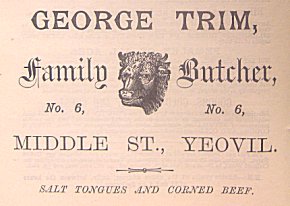 GEORGE TRIM,
Family Butcher,
No. 6, No. 6,
MIDDLE ST., YEOVIL.
SALT TONGUES AND CORNED BEEF.